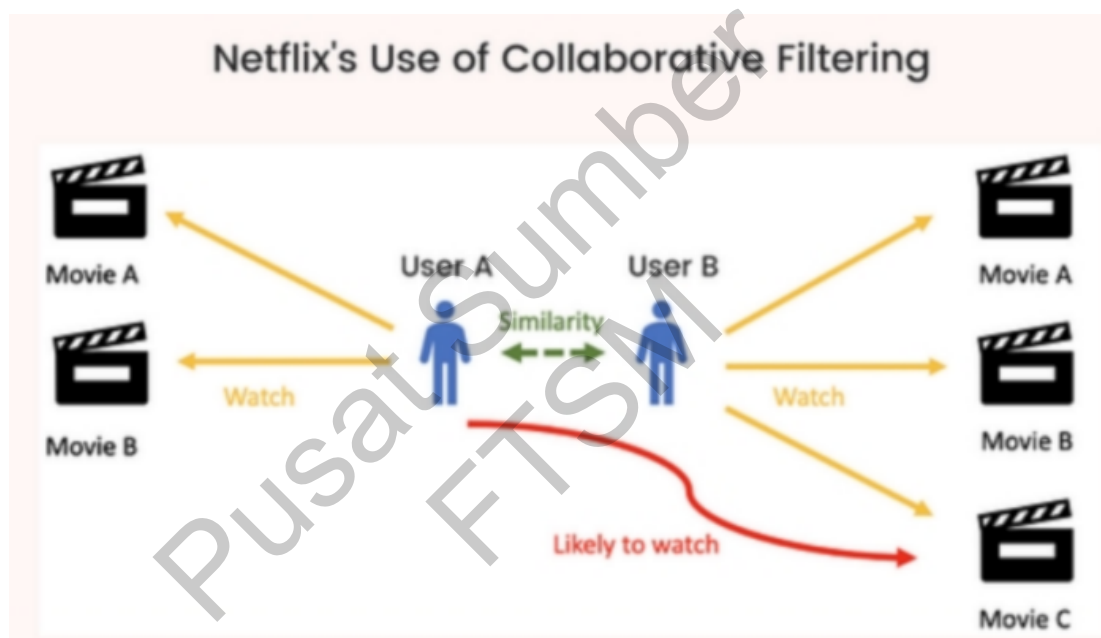 Netflix's Use of Collaborative Filtering
Movie A
Movie B
Watch
User A
User B
Similarity
Likely to watch
Watch
Movie A
Movie B
Movie C
Pusat Sumber
FTSM